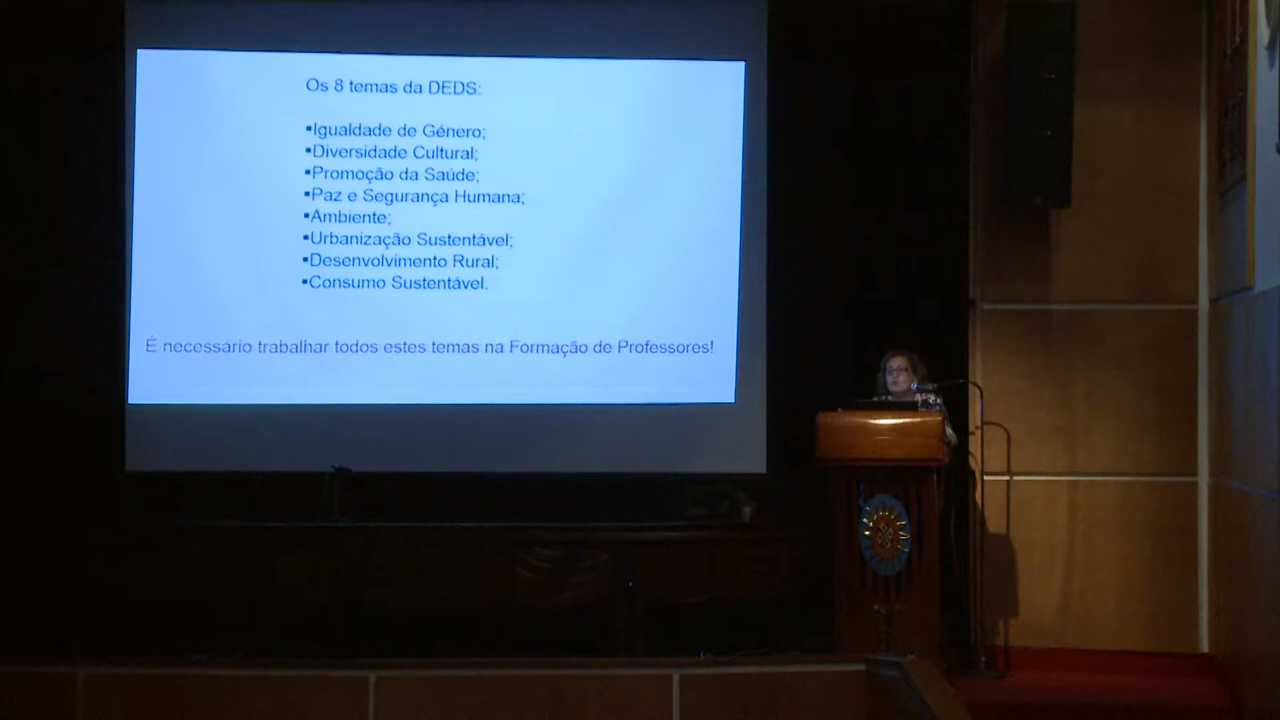 Os 8 temas da DEDS:
▪Igualdade de Género;
▪Diversidade Cultural;
▪Promoção da Saúde;
▪Paz e Segurança Humana;
▪Ambiente;
▪Urbanização Sustentável;
▪Desenvolvimento Rural;
▪Consumo Sustentável.
É necessário trabalhar todos estes temas na Formação de Professores!